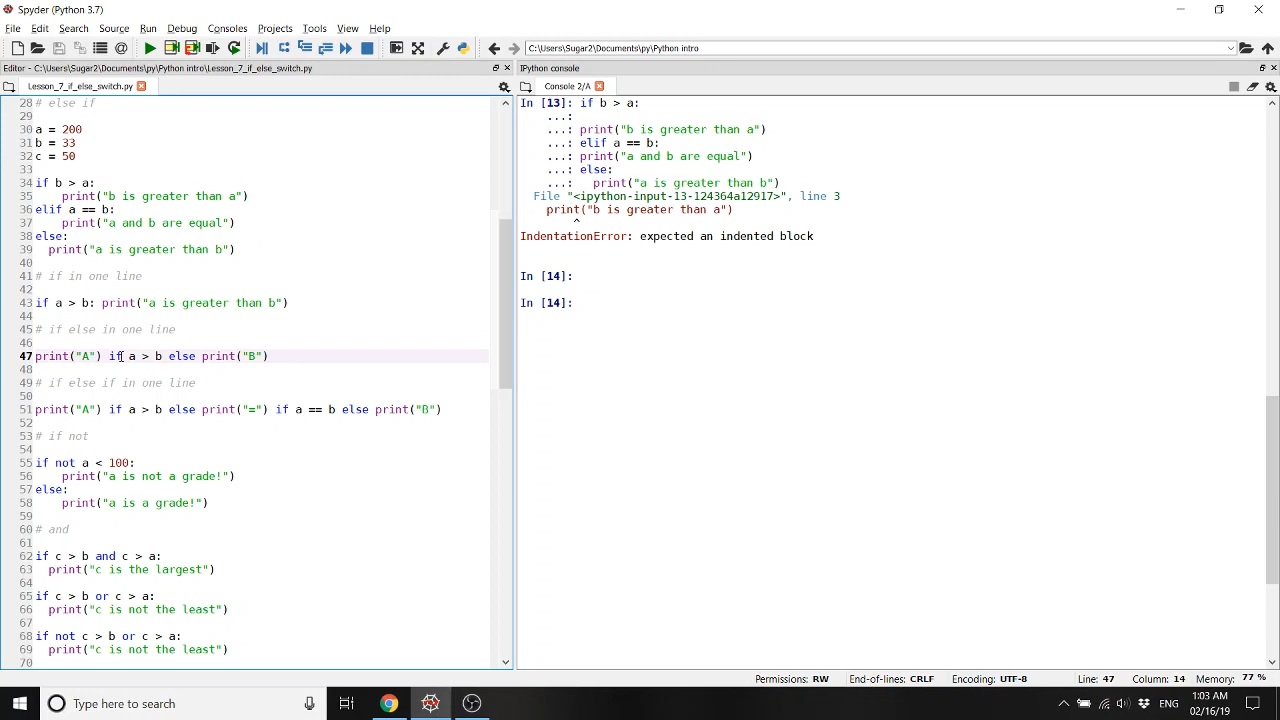 Spyder (Python 3.7)
File Edit Search Source Run Debug Consoles Projects Tools View Help
C:\Users\Sugar2\Documents\py\Python intro
Editor - C:\Users\Sugar2\Documents\py\Python intro\Lesson_7_if_else_switch.py
IPython console
Lesson_7_if_else_switch.py
Console 2/A
28 # else if
29
30 a = 200
31 b = 33
32 c = 50
33
34 if b > a:
35     print("b is greater than a")
36 elif a == b:
37     print("a and b are equal")
38 else:
39   print("a is greater than b")
40
41 # if in one line
42
43 if a > b: print("a is greater than b")
44
45 # if else in one line
46
47 print("A") if a > b else print("B")
48
49 # if else if in one line
50
51 print("A") if a > b else print("=") if a == b else print("B")
52
53 # if not
54
55 if not a < 100:
56     print("a is not a grade!")
57 else:
58     print("a is a grade!")
59
60 # and
61
62 if c > b and c > a:
63   print("c is the largest")
64
65 if c > b or c > a:
66   print("c is not the least")
67
68 if not c > b or c > a:
69   print("c is not the least")
70
In [13]: if b > a:
    ...:
    ...: print("b is greater than a")
    ...: elif a == b:
    ...: print("a and b are equal")
    ...: else:
    ...:   print("a is greater than b")
  File "<ipython-input-13-124364a12917>", line 3
    print("b is greater than a")
        ^
IndentationError: expected an indented block
In [14]:
In [14]:
Permissions: RW End-of-lines: CRLF Encoding: UTF-8 Line: 47 Column: 14 Memory: 77 %
Type here to search
ENG
1:03 AM
02/16/19